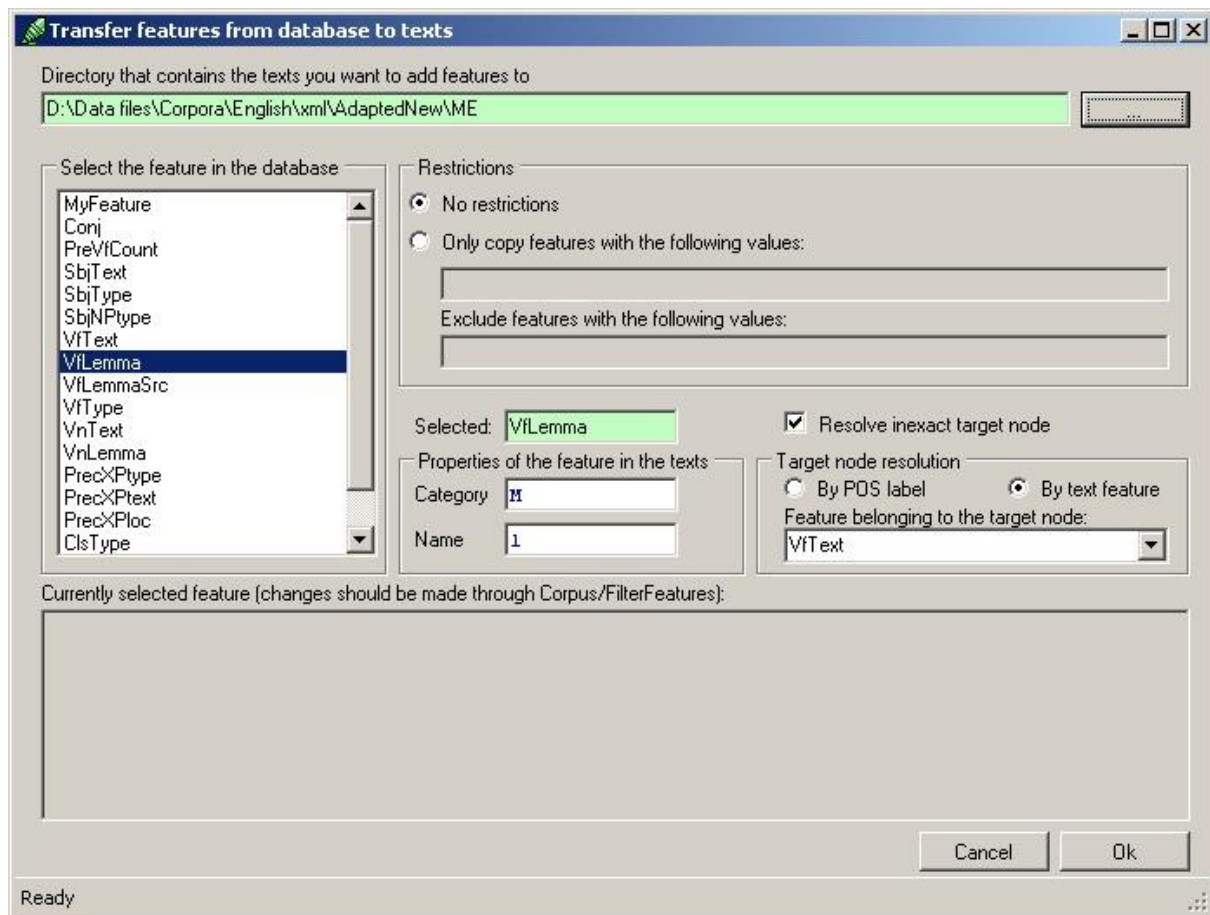 Transfer features from database to texts
Directory that contains the texts you want to add features to
D:\Data files\Corpora\English\xml\AdaptedNew\ME
...
Select the feature in the database
MyFeature
Conj
PreVfCount
SbjText
SbjType
SbjNPtype
VfText
VfLemma
VfLemmaSrc
VfType
VnText
VnLemma
PrecXPtype
PrecXPtext
PrecXPloc
ClsType
Restrictions
No restrictions
Only copy features with the following values:
Exclude features with the following values:
Selected: VfLemma
Resolve inexact target node
Properties of the feature in the texts
Category M
Name l
Target node resolution
By POS label By text feature
Feature belonging to the target node:
VfText
Currently selected feature (changes should be made through Corpus/FilterFeatures):
Cancel Ok
Ready